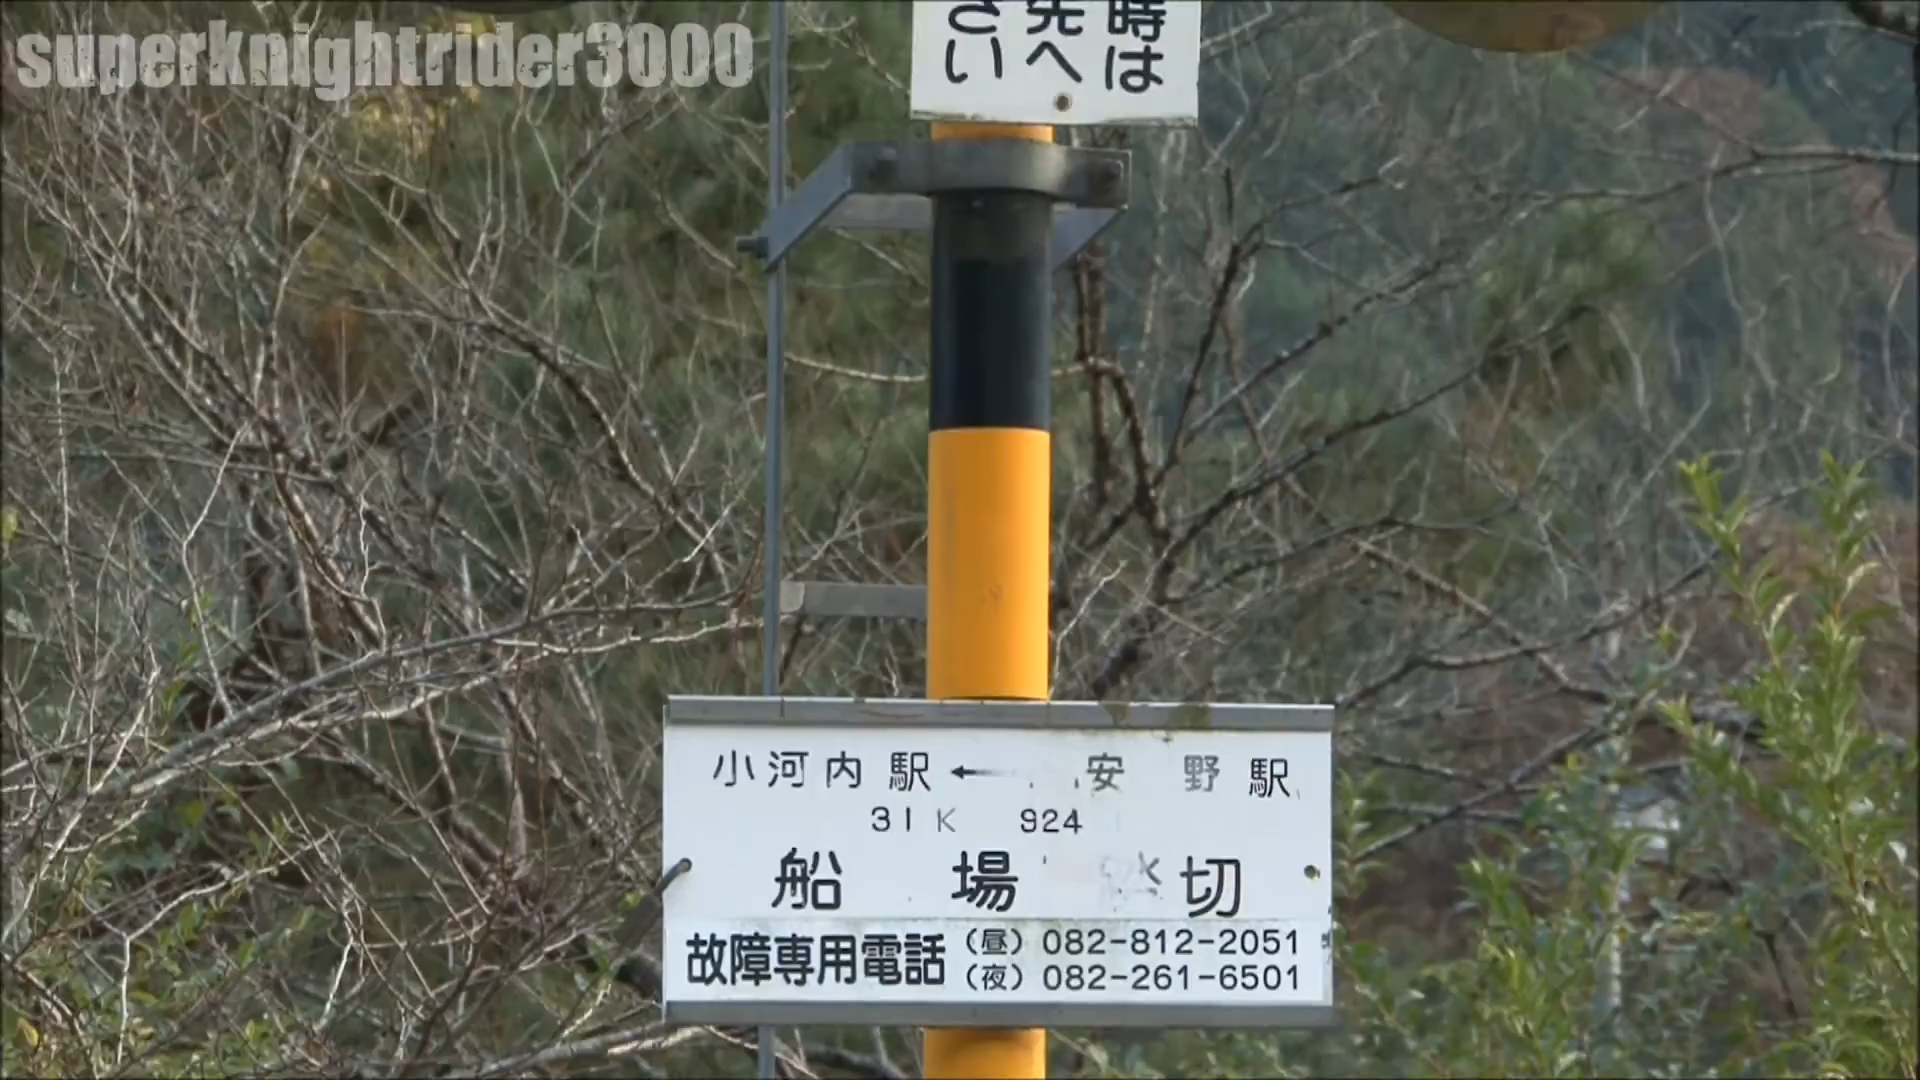 superknightrider3000
時は
先へ
さい
小河内駅← 安野駅
31K 924
船場 切
故障専用電話 (昼) 082-812-2051
(夜) 082-261-6501